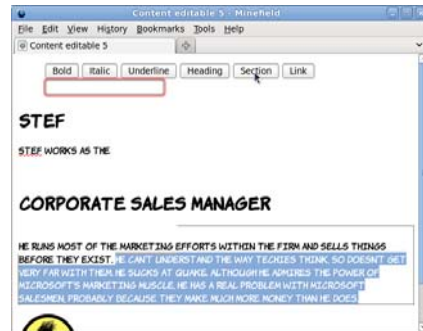 Content editable 5 - Minefield
File Edit View History Bookmarks Tools Help
Content editable 5
Bold Italic Underline Heading Section Link
STEF
STEF WORKS AS THE
CORPORATE SALES MANAGER
HE RUNS MOST OF THE MARKETING EFFORTS WITHIN THE FIRM AND SELLS THINGS
BEFORE THEY EXIST. HE CAN'T UNDERSTAND THE WAY TECHIES THINK, SO DOESN'T GET
VERY FAR WITH THEM. HE SUCKS AT QUAKE. ALTHOUGH HE ADMIRES THE POWER OF
MICROSOFT'S MARKETING MUSCLE, HE HAS A REAL PROBLEM WITH MICROSOFT
SALESMEN, PROBABLY BECAUSE THEY MAKE MUCH MORE MONEY THAN HE DOES.